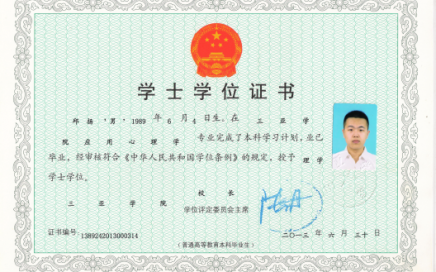 学士学位证书
邱扬,男,1989 年 6 月 4 日生。在 三亚学
院应用心理学 专业完成了本科学习计划,业已
毕业,经审核符合《中华人民共和国学位条例》的规定,授予 理学
学士学位。
校 长
三亚学院 学位评定委员会主席
证书编号 1389242013000314 二〇一三 年 六 月 三十 日
(普通高等教育本科毕业生)